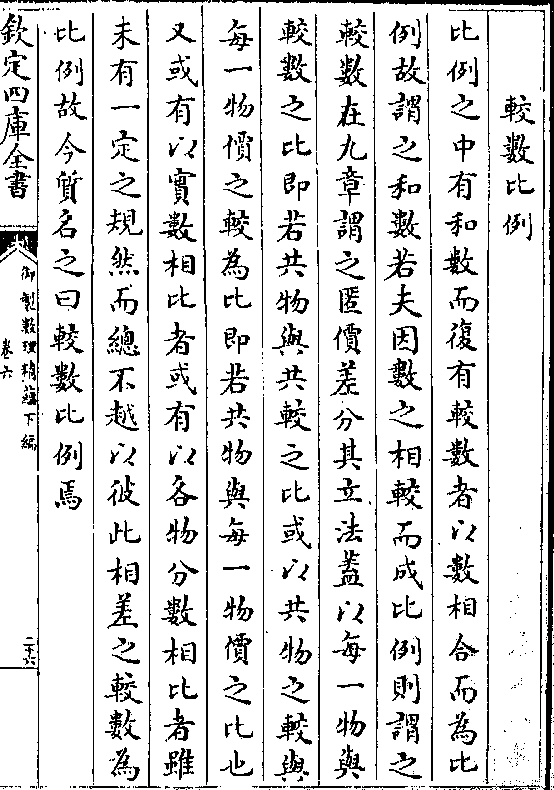 較數比例
比例之中有和數而復有較數者以數相合而為比
例故謂之和數若夫因數之相較而成比例則謂之
較數在九章謂之匿價差分其立法葢以每一物與
較數之比即若共物與共較之比或以共物之較與
每一物價之較為比即若共物與每一物價之比也
又或有以實數相比者或有以各物分數相比者雖
未有一定之規然而總不越以彼此相差之較數為
比例故今質名之曰較數比例焉
欽定四庫全書
御製數理精藴下編
卷六
二十六